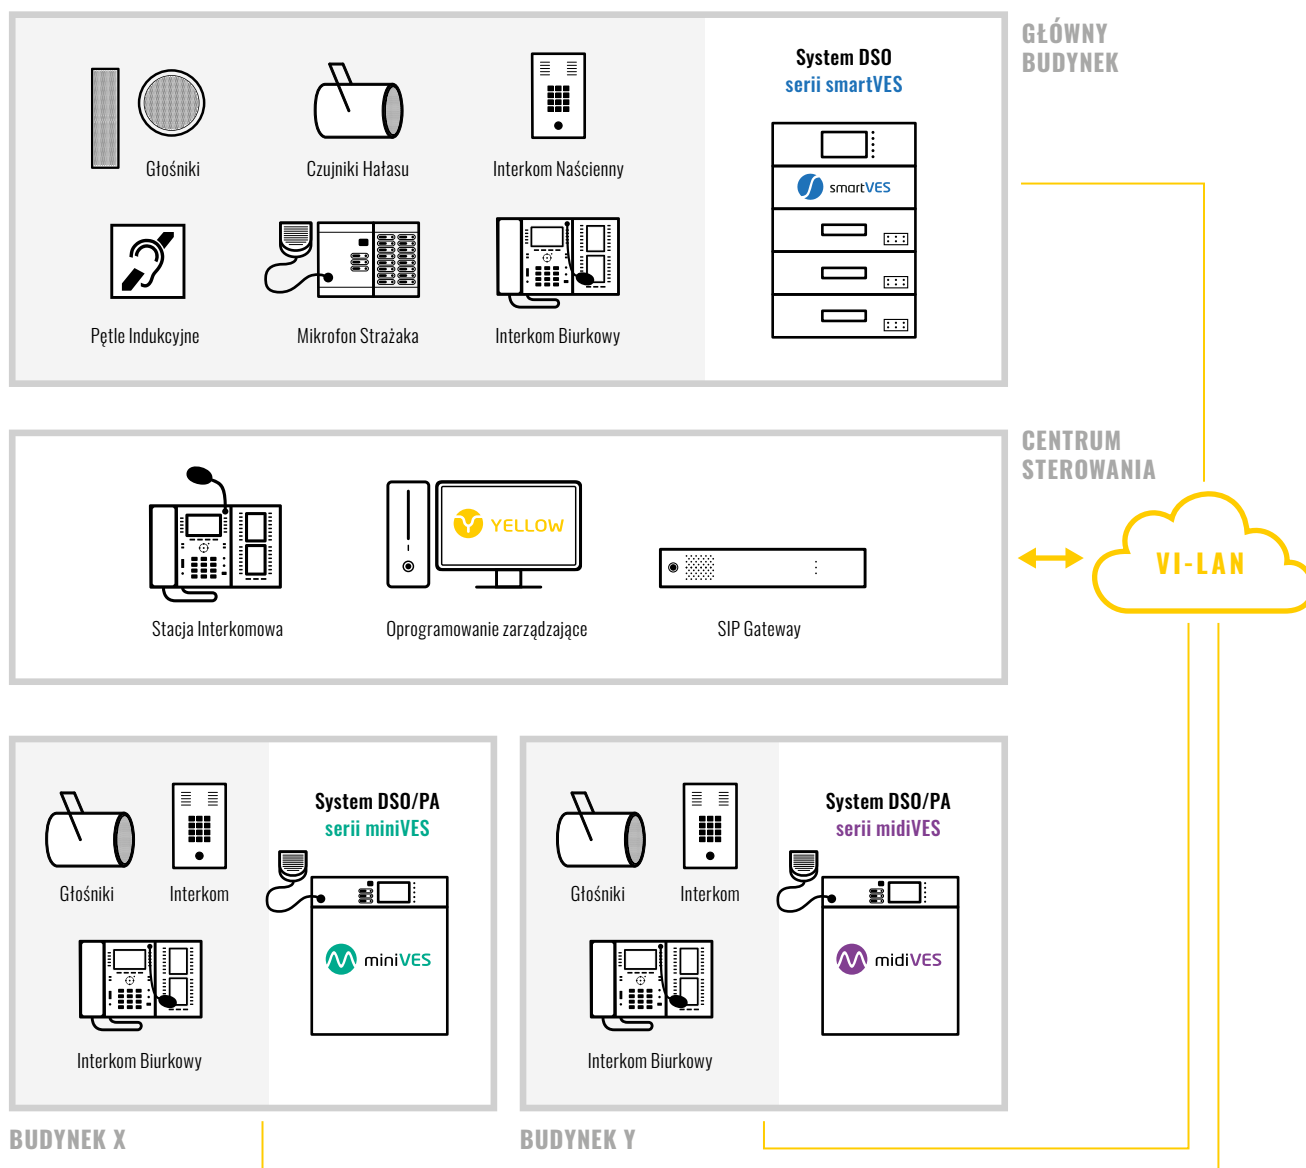 GŁÓWNY
BUDYNEK
System DSO
serii smartVES
Głośniki
Czujniki Hałasu
Interkom Naścienny
smartVES
Pętle Indukcyjne
Mikrofon Strażaka
Interkom Biurkowy
CENTRUM
STEROWANIA
YELLOW
VI-LAN
Stacja Interkomowa
Oprogramowanie zarządzające
SIP Gateway
System DSO/PA
serii miniVES
Głośniki
Interkom
miniVES
Interkom Biurkowy
System DSO/PA
serii midiVES
Głośniki
Interkom
midiVES
Interkom Biurkowy
BUDYNEK X
BUDYNEK Y